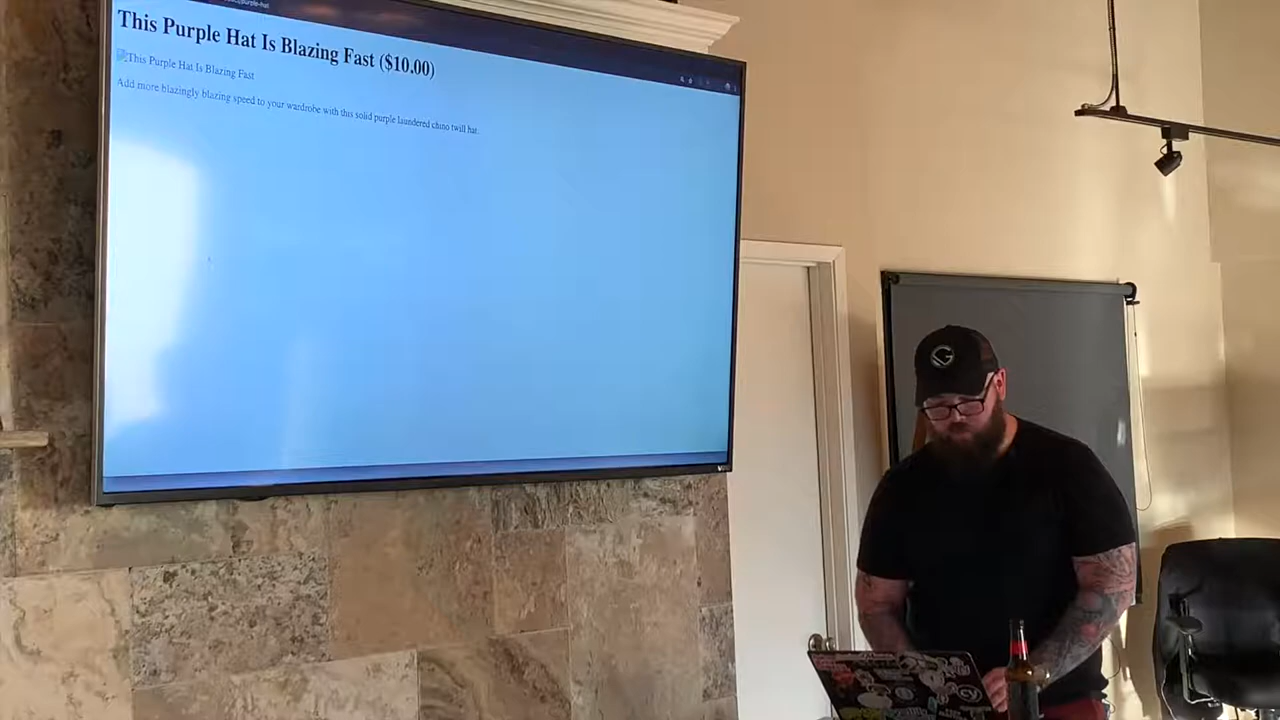 This Purple Hat Is Blazing Fast ($10.00)
This Purple Hat Is Blazing Fast
Add more blazingly blazing speed to your wardrobe with this solid purple laundered chino twill hat.